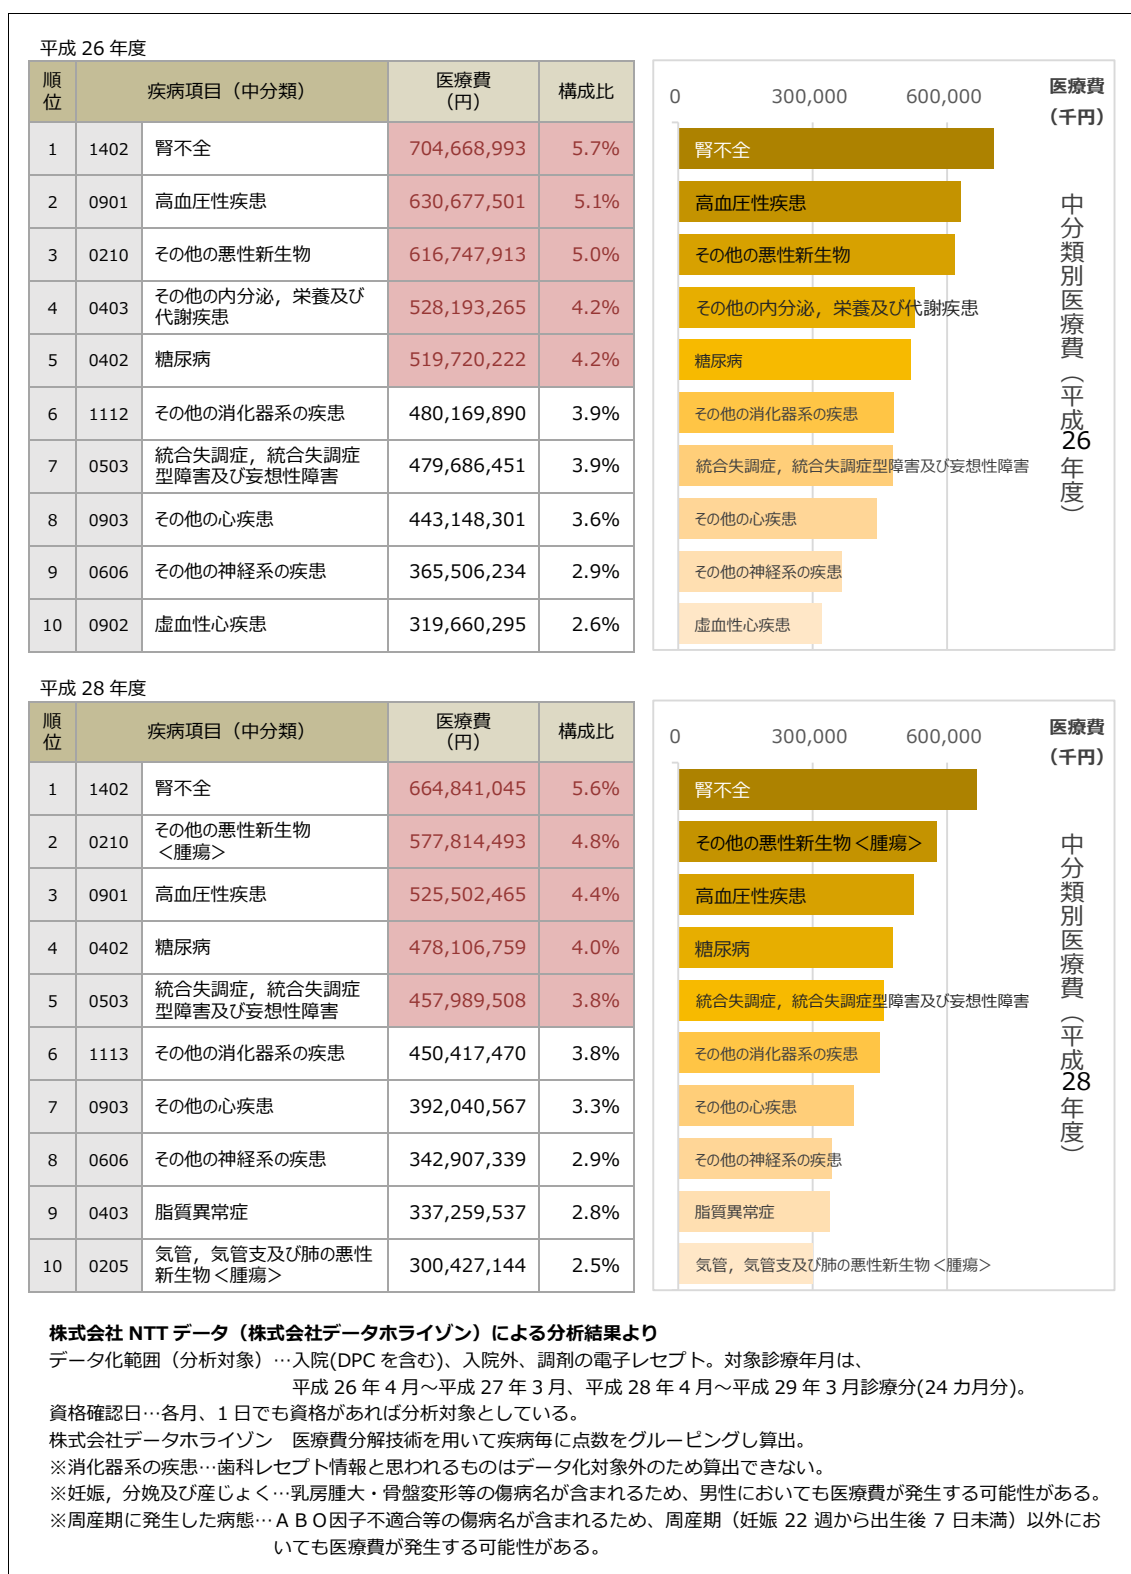 平成 26 年度
順位 疾病項目（中分類） 医療費（円） 構成比
1 1402 腎不全 704,668,993 5.7%
2 0901 高血圧性疾患 630,677,501 5.1%
3 0210 その他の悪性新生物 616,747,913 5.0%
4 0403 その他の内分泌，栄養及び代謝疾患 528,193,265 4.2%
5 0402 糖尿病 519,720,222 4.2%
6 1112 その他の消化器系の疾患 480,169,890 3.9%
7 0503 統合失調症，統合失調症型障害及び妄想性障害 479,686,451 3.9%
8 0903 その他の心疾患 443,148,301 3.6%
9 0606 その他の神経系の疾患 365,506,234 2.9%
10 0902 虚血性心疾患 319,660,295 2.6%
0 300,000 600,000 医療費
（千円）
腎不全
高血圧性疾患
その他の悪性新生物
その他の内分泌，栄養及び代謝疾患
糖尿病
その他の消化器系の疾患
統合失調症，統合失調症型障害及び妄想性障害
その他の心疾患
その他の神経系の疾患
虚血性心疾患
中分類別医療費（平成26年度）
平成 28 年度
順位 疾病項目（中分類） 医療費（円） 構成比
1 1402 腎不全 664,841,045 5.6%
2 0210 その他の悪性新生物＜腫瘍＞ 577,814,493 4.8%
3 0901 高血圧性疾患 525,502,465 4.4%
4 0402 糖尿病 478,106,759 4.0%
5 0503 統合失調症，統合失調症型障害及び妄想性障害 457,989,508 3.8%
6 1113 その他の消化器系の疾患 450,417,470 3.8%
7 0903 その他の心疾患 392,040,567 3.3%
8 0606 その他の神経系の疾患 342,907,339 2.9%
9 0403 脂質異常症 337,259,537 2.8%
10 0205 気管，気管支及び肺の悪性新生物＜腫瘍＞ 300,427,144 2.5%
0 300,000 600,000 医療費
（千円）
腎不全
その他の悪性新生物＜腫瘍＞
高血圧性疾患
糖尿病
統合失調症，統合失調症型障害及び妄想性障害
その他の消化器系の疾患
その他の心疾患
その他の神経系の疾患
脂質異常症
気管，気管支及び肺の悪性新生物＜腫瘍＞
中分類別医療費（平成28年度）
株式会社 NTT データ（株式会社データホライゾン）による分析結果より
データ化範囲（分析対象）…入院(DPC を含む)、入院外、調剤の電子レセプト。対象診療年月は、
平成 26 年 4 月～平成 27 年 3 月、平成 28 年 4 月～平成 29 年 3 月診療分(24 カ月分)。
資格確認日…各月、1 日でも資格があれば分析対象としている。
株式会社データホライゾン　医療費分解技術を用いて疾病毎に点数をグルーピングし算出。
※消化器系の疾患…歯科レセプト情報と思われるものはデータ化対象外のため算出できない。
※妊娠，分娩及び産じょく…乳房腫大・骨盤変形等の傷病名が含まれるため、男性においても医療費が発生する可能性がある。
※周産期に発生した病態…ＡＢＯ因子不適合等の傷病名が含まれるため、周産期（妊娠 22 週から出生後 7 日未満）以外にお
いても医療費が発生する可能性がある。